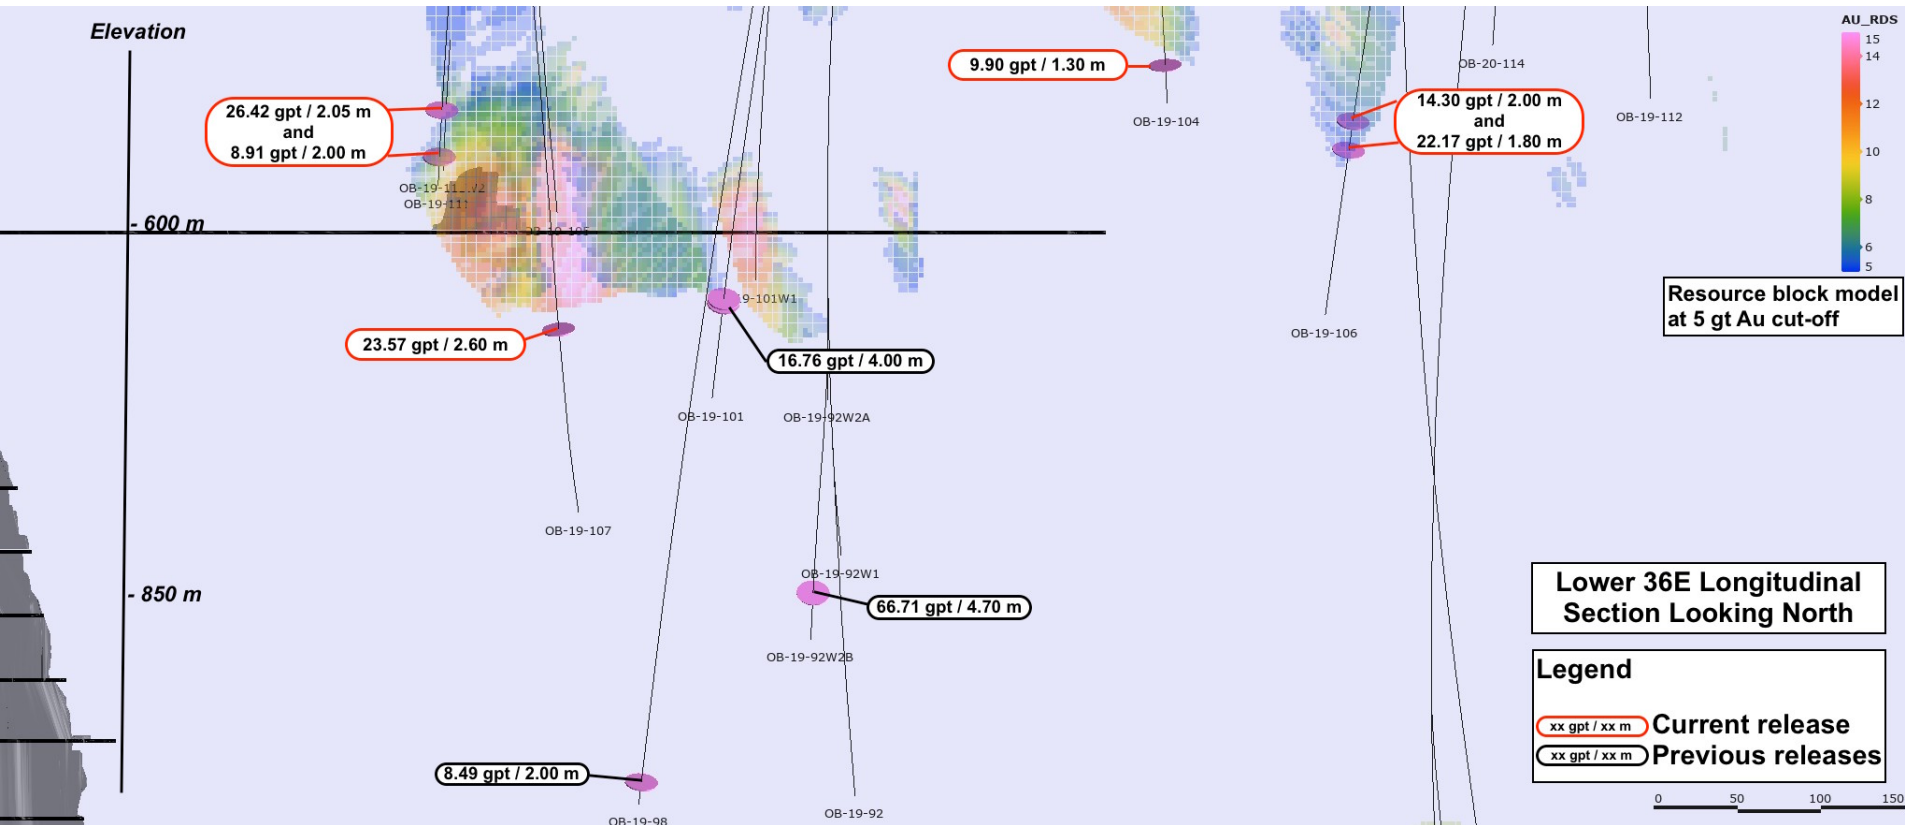 Elevation
AU_RDS
15
14
12
10
8
6
5
OB-20-114
9.90 gpt / 1.30 m
26.42 gpt / 2.05 m
and
8.91 gpt / 2.00 m
14.30 gpt / 2.00 m
and
22.17 gpt / 1.80 m
OB-19-104
OB-19-112
OB-19-111
- 600 m
Resource block model
at 5 gt Au cut-off
19-101W1
OB-19-106
23.57 gpt / 2.60 m
16.76 gpt / 4.00 m
OB-19-101
OB-19-92W2A
OB-19-107
OB-19-92W1
- 850 m
66.71 gpt / 4.70 m
Lower 36E Longitudinal
Section Looking North
OB-19-92W2B
Legend
xx gpt / xx m Current release
xx gpt / xx m Previous releases
8.49 gpt / 2.00 m
0 50 100 150
OB-19-92
OB-19-98